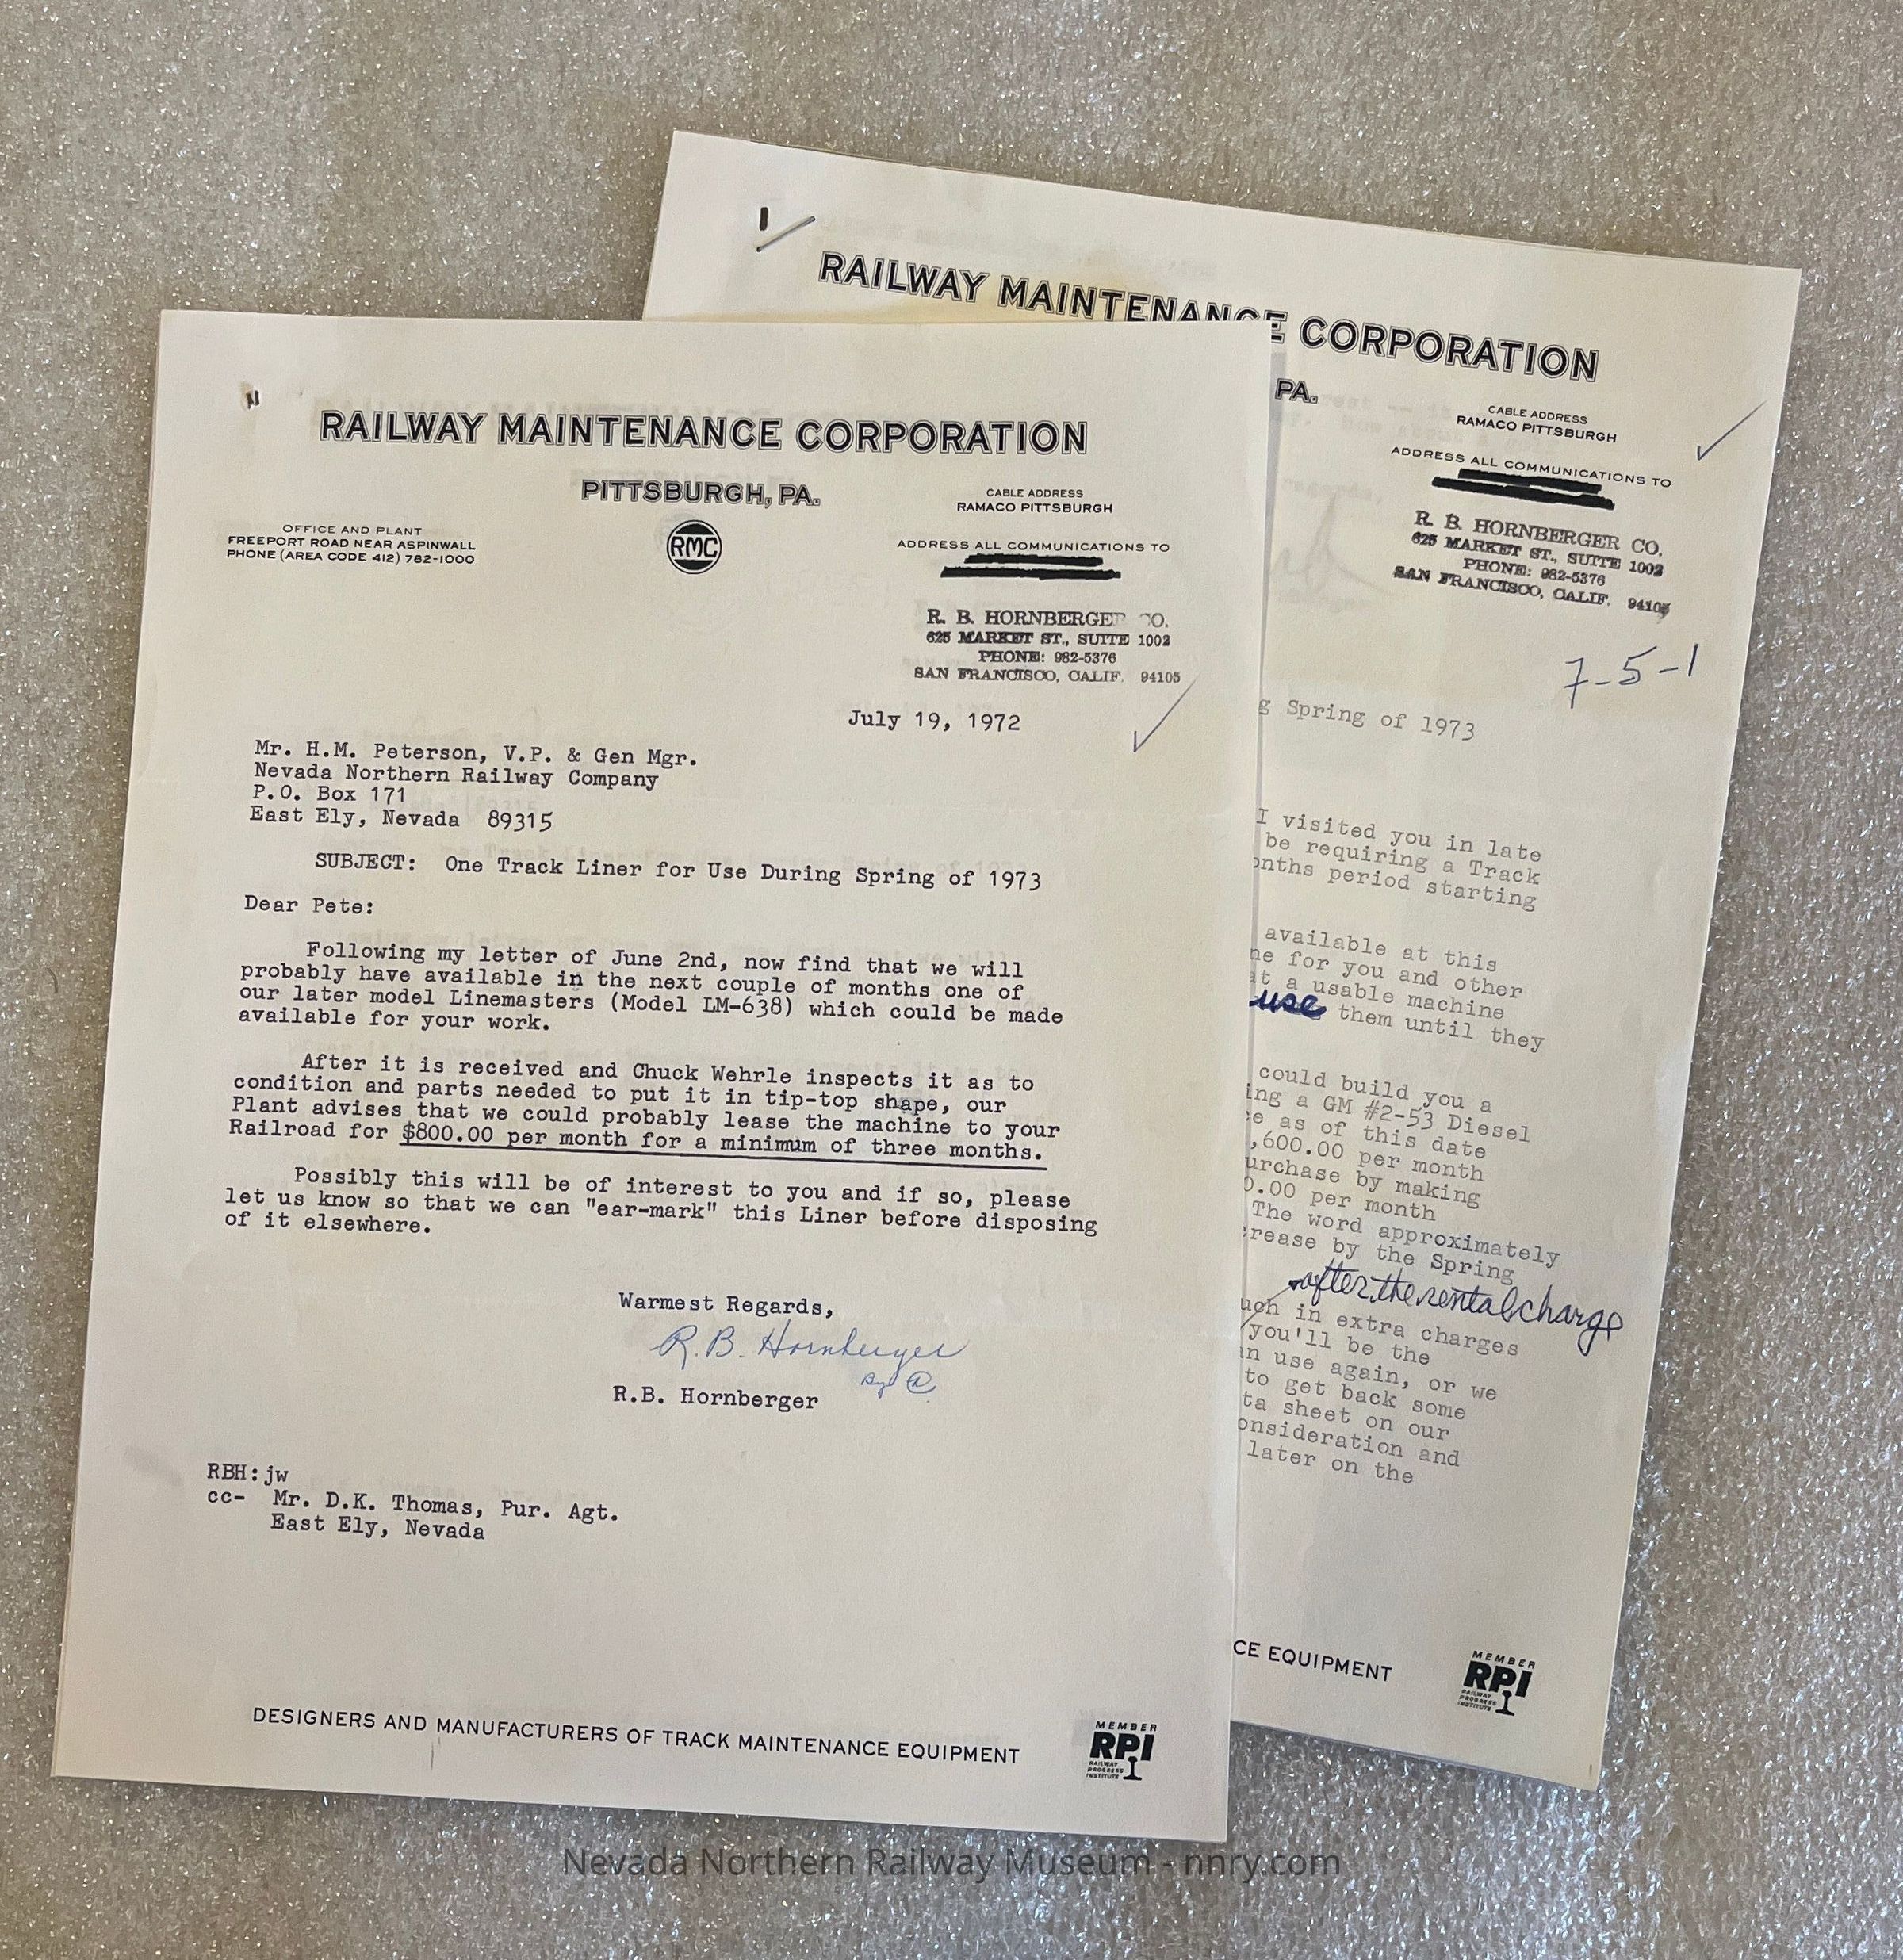 RAILWAY MAINTENANCE CORPORATION
PITTSBURGH, PA.
OFFICE AND PLANT
FREEPORT ROAD NEAR ASPINWALL
PHONE (AREA CODE 412) 782-1000
RMC
CABLE ADDRESS
RAMACO PITTSBURGH
ADDRESS ALL COMMUNICATIONS TO
R. B. HORNBERGER CO.
625 MARKET ST., SUITE 1002
PHONE: 982-5376
SAN FRANCISCO, CALIF. 94105
July 19, 1972
Mr. H.M. Peterson, V.P. & Gen Mgr.
Nevada Northern Railway Company
P.O. Box 171
East Ely, Nevada 89315
SUBJECT: One Track Liner for Use During Spring of 1973
Dear Pete:
Following my letter of June 2nd, now find that we will
probably have available in the next couple of months one of
our later model Linemasters (Model LM-638) which could be made
available for your work.
After it is received and Chuck Wehrle inspects it as to
condition and parts needed to put it in tip-top shape, our
Plant advises that we could probably lease the machine to your
Railroad for $800.00 per month for a minimum of three months.
Possibly this will be of interest to you and if so, please
let us know so that we can "ear-mark" this Liner before disposing
of it elsewhere.
Warmest Regards,
R. B. Hornberger
By
R.B. Hornberger
RBH:jw
cc- Mr. D.K. Thomas, Pur. Agt.
East Ely, Nevada
DESIGNERS AND MANUFACTURERS OF TRACK MAINTENANCE EQUIPMENT
MEMBER
RPI
RAILWAY
PROGRESS
INSTITUTE
RAILWAY MAINTENANCE CORPORATION
PA.
CABLE ADDRESS
RAMACO PITTSBURGH
ADDRESS ALL COMMUNICATIONS TO
R. B. HORNBERGER CO.
625 MARKET ST., SUITE 1002
PHONE: 982-5376
SAN FRANCISCO, CALIF. 94105
7-5-1
g Spring of 1973
I visited you in late
be requiring a Track
onths period starting
available at this
ne for you and other
at a usable machine
use them until they
could build you a
ing a GM #2-53 Diesel
e as of this date
,600.00 per month
urchase by making
0.00 per month
The word approximately
crease by the Spring
after the rental charge
uch in extra charges
you'll be the
n use again, or we
to get back some
ta sheet on our
onsideration and
later on the
CE EQUIPMENT
MEMBER
RPI
RAILWAY
PROGRESS
INSTITUTE
Nevada Northern Railway Museum - nnry.com